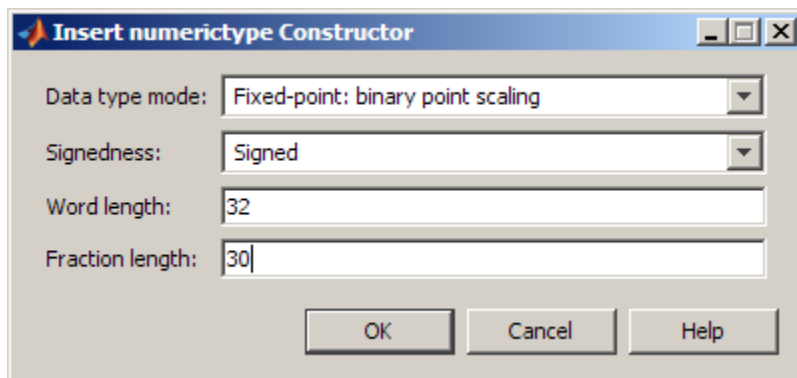 Insert numerictype Constructor
Data type mode: Fixed-point: binary point scaling
Signedness: Signed
Word length: 32
Fraction length: 30
OK Cancel Help